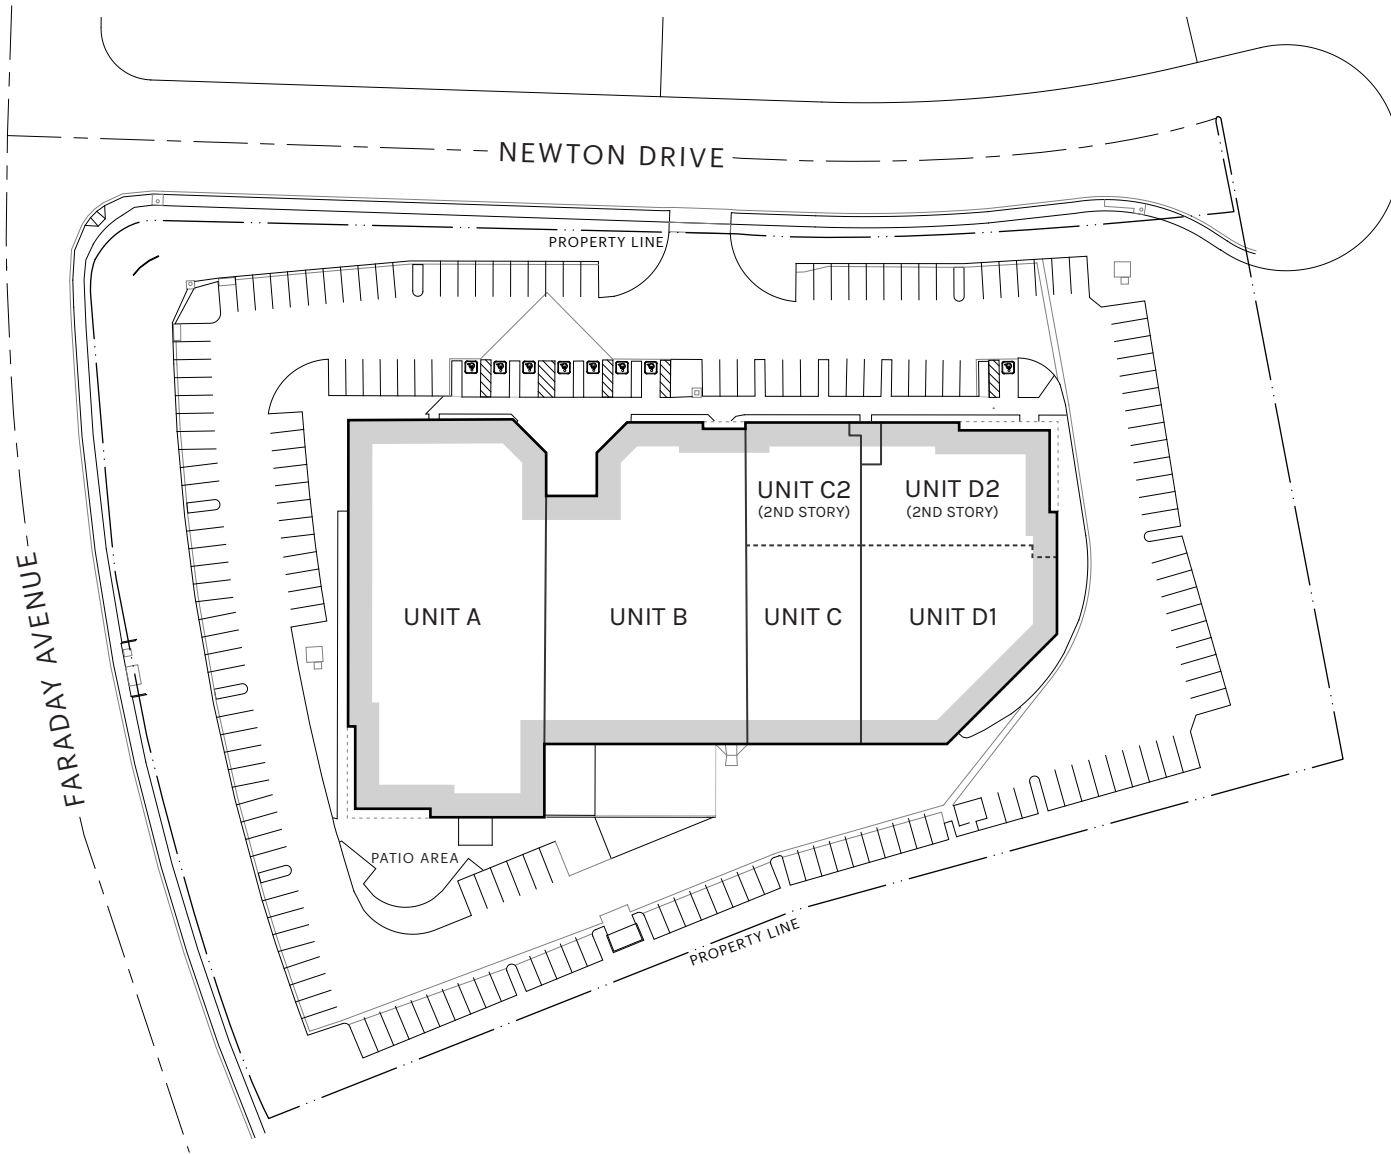 NEWTON DRIVE
PROPERTY LINE
UNIT C2
(2ND STORY)
UNIT D2
(2ND STORY)
UNIT A
UNIT B
UNIT C
UNIT D1
FARADAY AVENUE
PATIO AREA
PROPERTY LINE